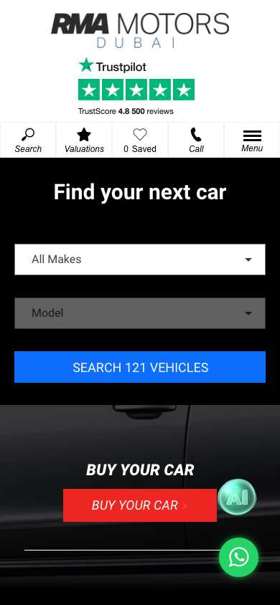 RMA MOTORS
DUBAI
Trustpilot
TrustScore 4.8 500 reviews
Search
Valuations
0 Saved
Call
Menu
Find your next car
All Makes
Model
SEARCH 121 VEHICLES
BUY YOUR CAR
BUY YOUR CAR
AI